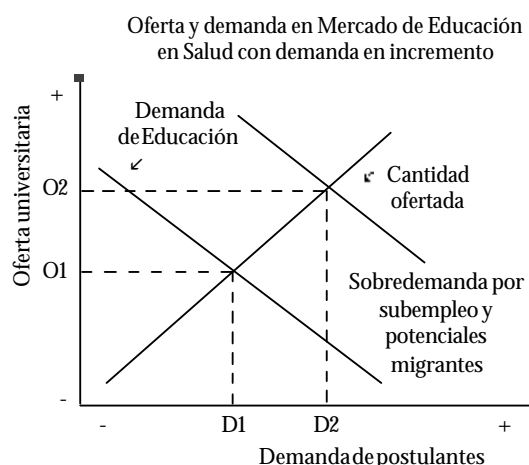 Oferta y demanda en Mercado de Educación
en Salud con demanda en incremento
+
Demanda
de Educación
Oferta universitaria
O2
Cantidad
ofertada
O1
Sobredemanda por
subempleo y
potenciales
migrantes
-
-
D1
D2
+
Demanda de postulantes